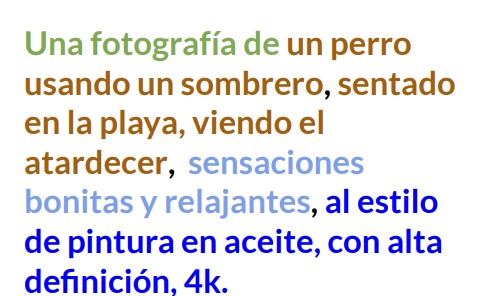 Una fotografía de un perro
usando un sombrero, sentado
en la playa, viendo el
atardecer, sensaciones
bonitas y relajantes, al estilo
de pintura en aceite, con alta
definición, 4k.